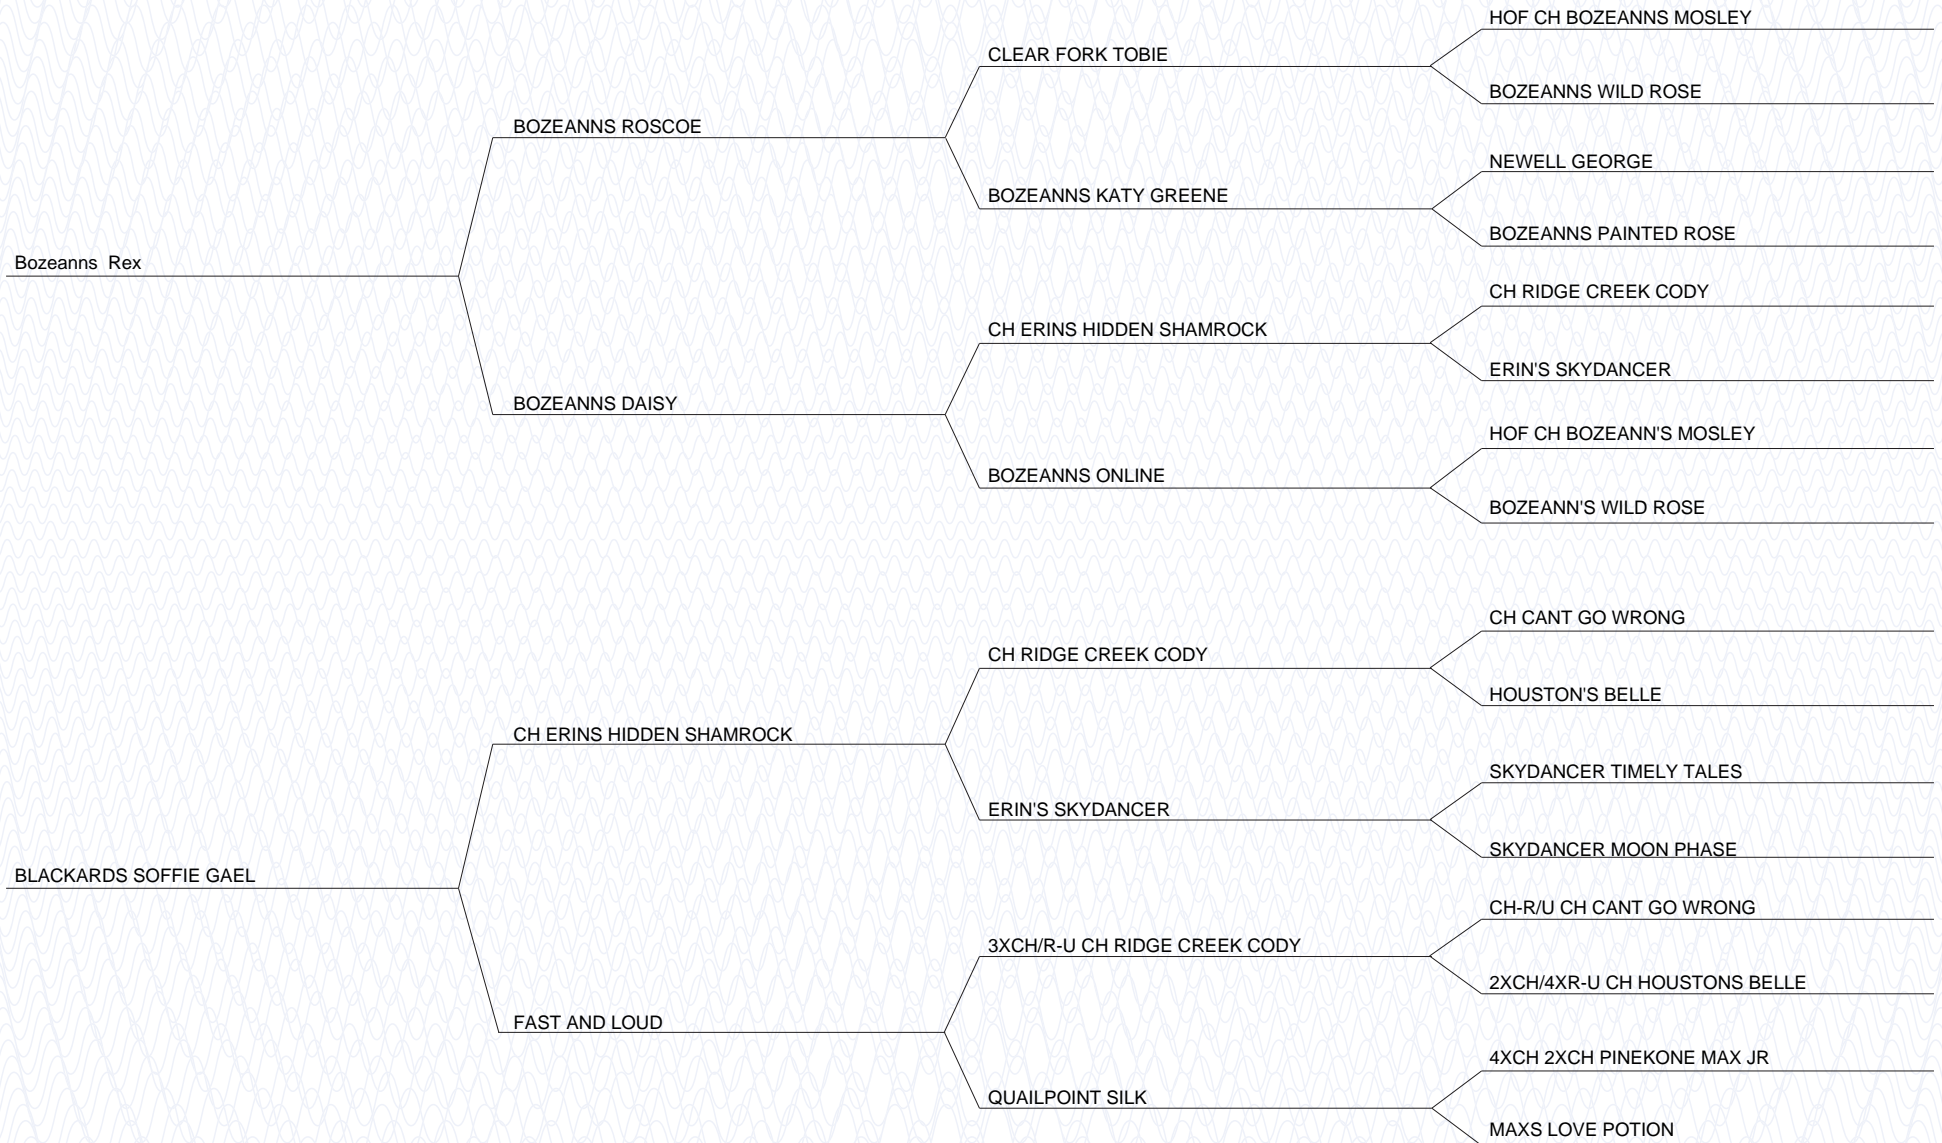 HOF CH BOZEANNS MOSLEY
CLEAR FORK TOBIE
BOZEANNS WILD ROSE
BOZEANNS ROSCOE
NEWELL GEORGE
BOZEANNS KATY GREENE
BOZEANNS PAINTED ROSE
Bozeanns  Rex
CH RIDGE CREEK CODY
CH ERINS HIDDEN SHAMROCK
ERIN'S SKYDANCER
BOZEANNS DAISY
HOF CH BOZEANN'S MOSLEY
BOZEANNS ONLINE
BOZEANN'S WILD ROSE
CH CANT GO WRONG
CH RIDGE CREEK CODY
HOUSTON'S BELLE
CH ERINS HIDDEN SHAMROCK
SKYDANCER TIMELY TALES
ERIN'S SKYDANCER
SKYDANCER MOON PHASE
BLACKARDS SOFFIE GAEL
CH-R/U CH CANT GO WRONG
3XCH/R-U CH RIDGE CREEK CODY
2XCH/4XR-U CH HOUSTONS BELLE
FAST AND LOUD
4XCH 2XCH PINEKONE MAX JR
QUAILPOINT SILK
MAXS LOVE POTION